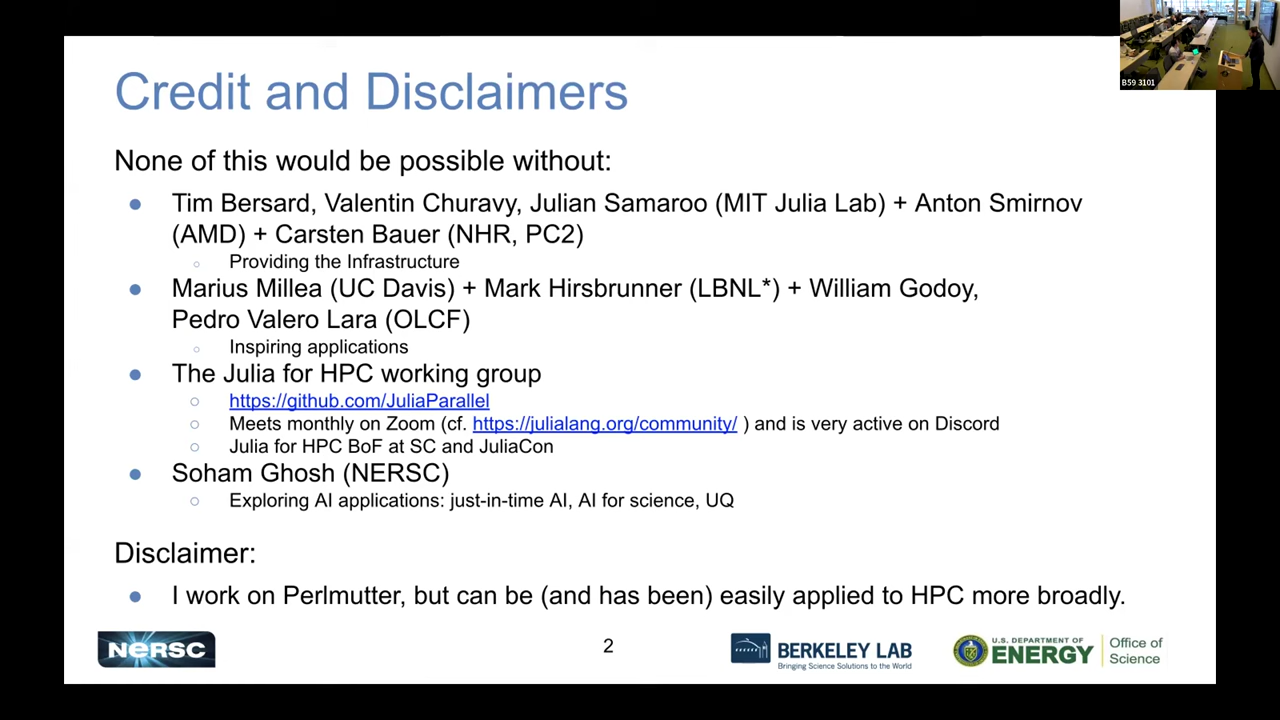 Credit and Disclaimers
None of this would be possible without:
● Tim Bersard, Valentin Churavy, Julian Samaroo (MIT Julia Lab) + Anton Smirnov
(AMD) + Carsten Bauer (NHR, PC2)
○ Providing the Infrastructure
● Marius Millea (UC Davis) + Mark Hirsbrunner (LBNL*) + William Godoy,
Pedro Valero Lara (OLCF)
○ Inspiring applications
● The Julia for HPC working group
○ https://github.com/JuliaParallel
○ Meets monthly on Zoom (cf. https://julialang.org/community/ ) and is very active on Discord
○ Julia for HPC BoF at SC and JuliaCon
● Soham Ghosh (NERSC)
○ Exploring AI applications: just-in-time AI, AI for science, UQ
Disclaimer:
● I work on Perlmutter, but can be (and has been) easily applied to HPC more broadly.
NERSC
2
BERKELEY LAB
Bringing Science Solutions to the World
U.S. DEPARTMENT OF
ENERGY
Office of
Science
B59 3101